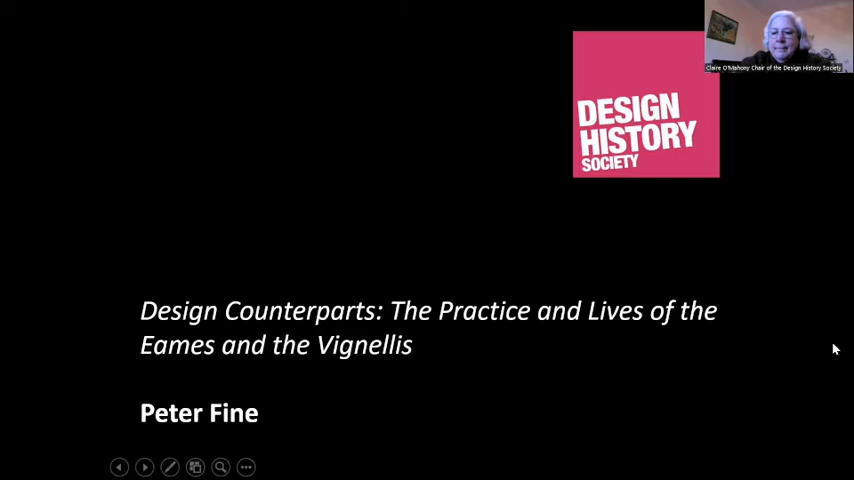 Claire O'Mahony Chair of the Design History Society
DESIGN
HISTORY
SOCIETY
Design Counterparts: The Practice and Lives of the
Eames and the Vignellis
Peter Fine